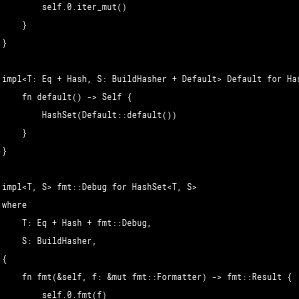 self.0.iter_mut()
}
}
impl<T: Eq + Hash, S: BuildHasher + Default> Default for Has
fn default() -> Self {
HashSet(Default::default())
}
}
impl<T, S> fmt::Debug for HashSet<T, S>
where
T: Eq + Hash + fmt::Debug,
S: BuildHasher,
{
fn fmt(&self, f: &mut fmt::Formatter) -> fmt::Result {
self.0.fmt(f)